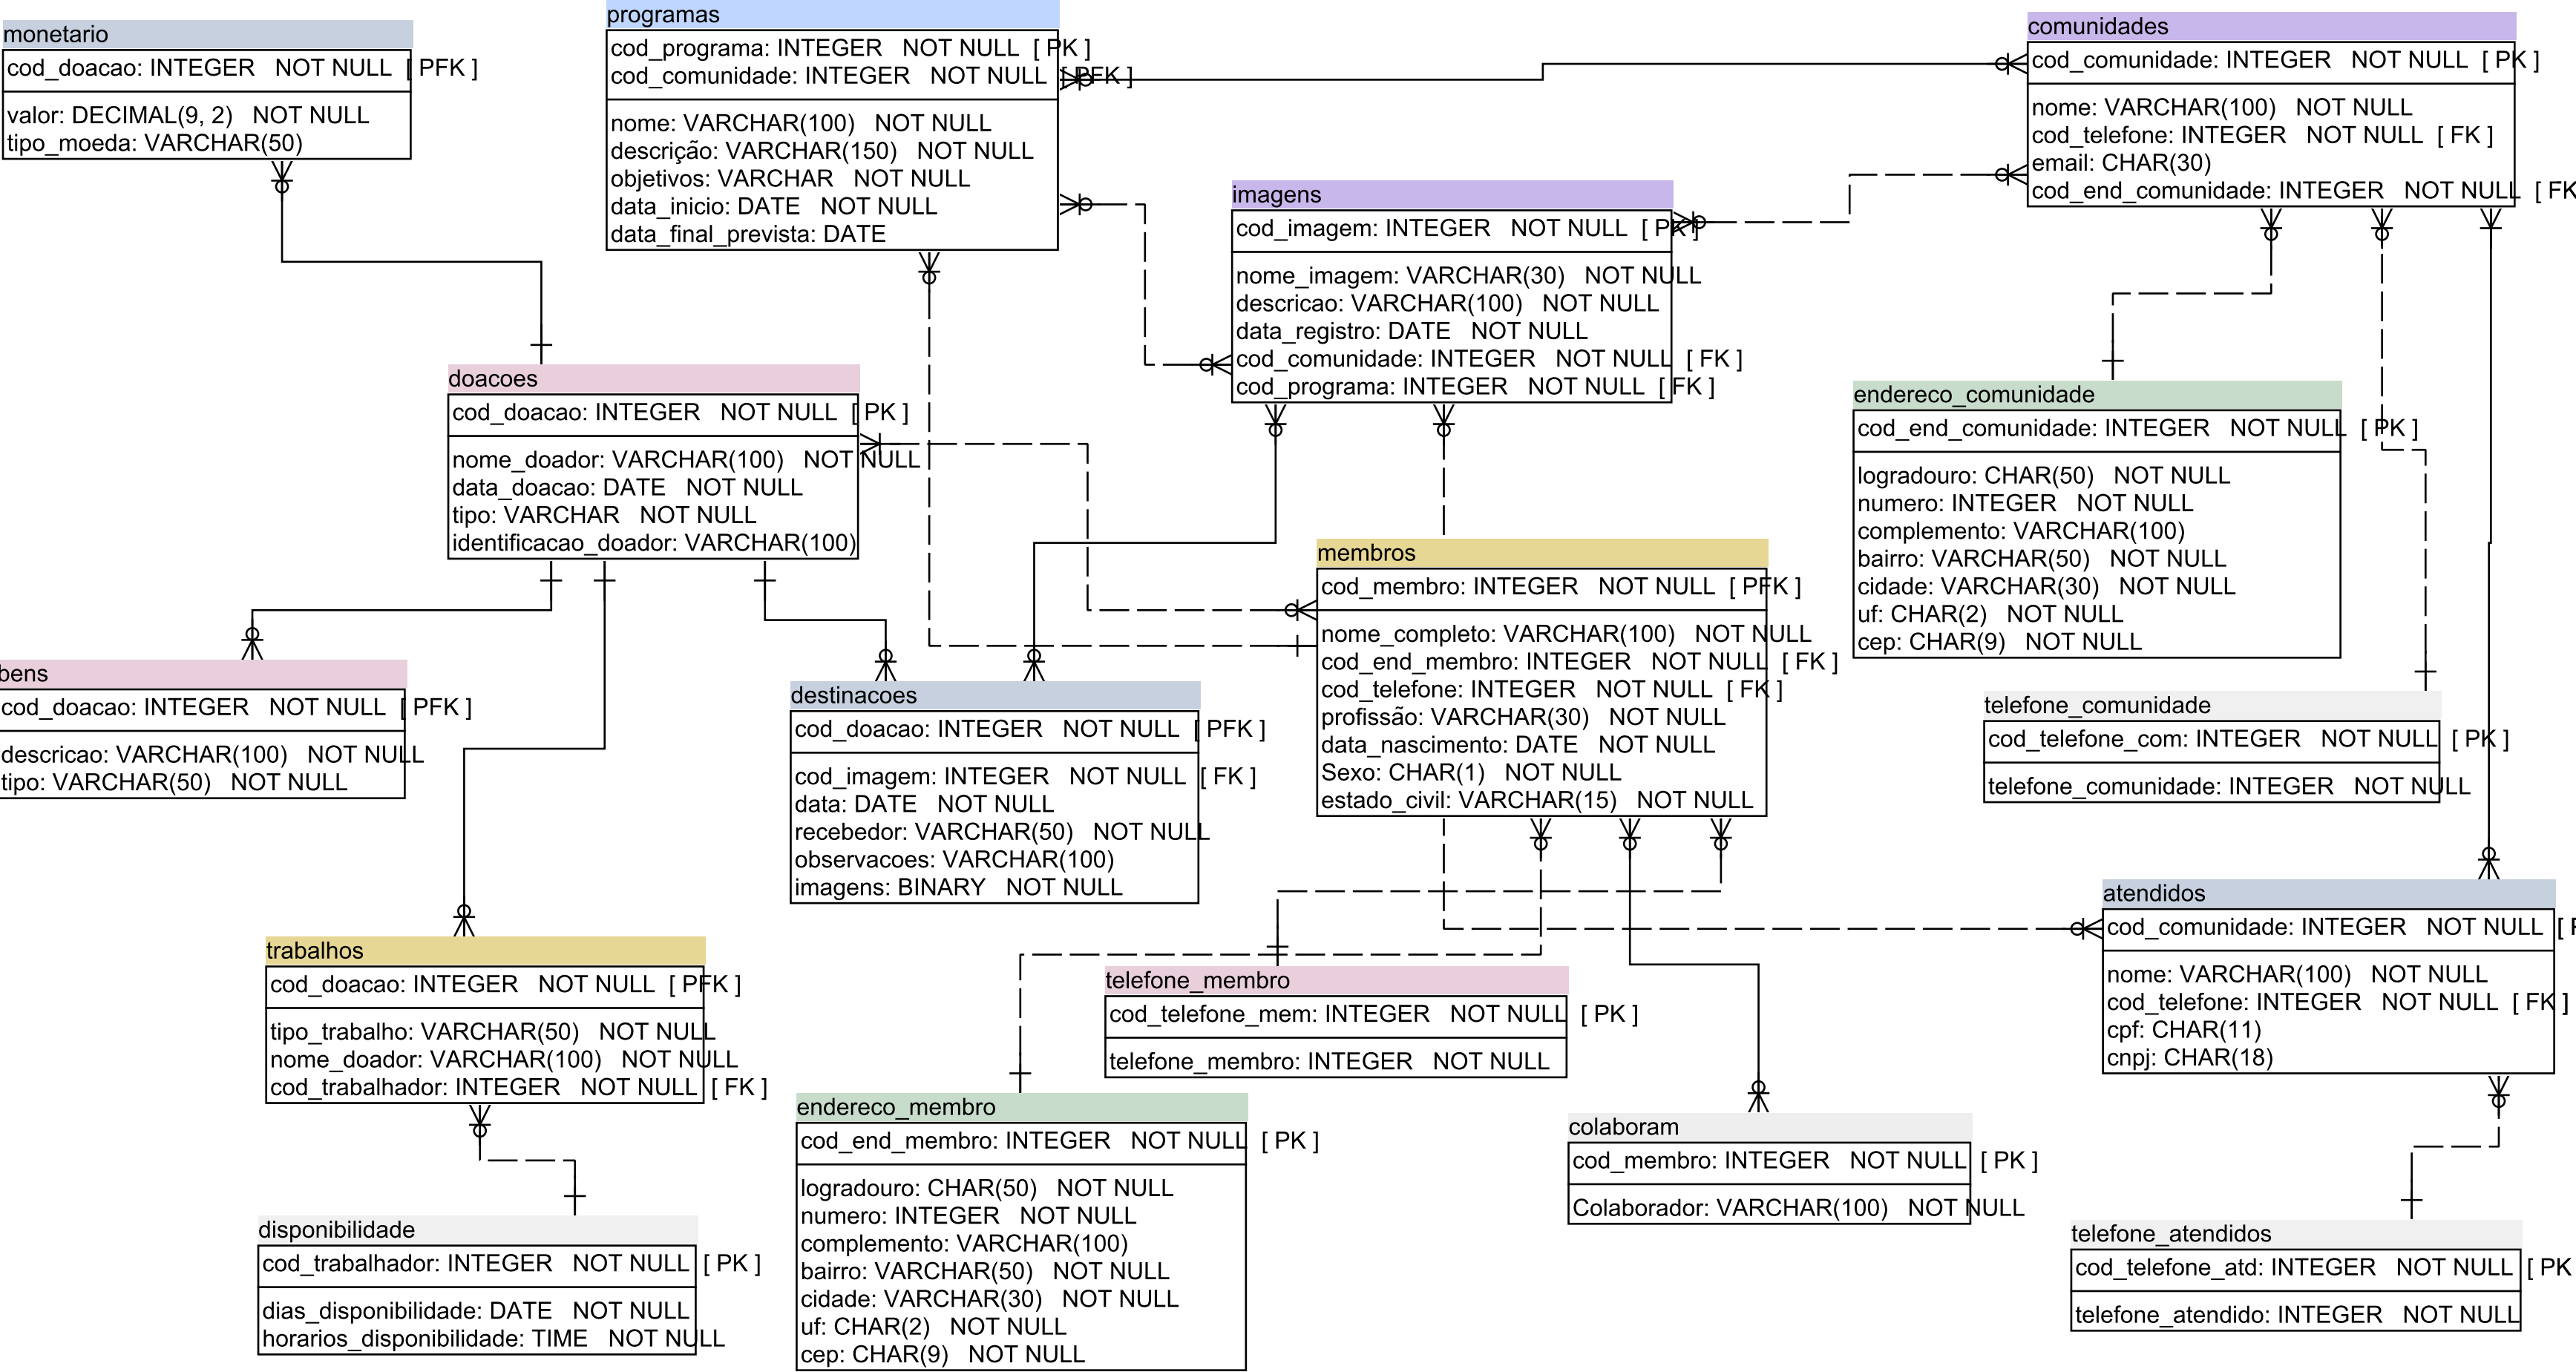 monetario
cod_doacao: INTEGER NOT NULL [ PFK ]
valor: DECIMAL(9, 2) NOT NULL
tipo_moeda: VARCHAR(50)
programas
cod_programa: INTEGER NOT NULL [ PK ]
cod_comunidade: INTEGER NOT NULL [ PFK ]
nome: VARCHAR(100) NOT NULL
descrição: VARCHAR(150) NOT NULL
objetivos: VARCHAR NOT NULL
data_inicio: DATE NOT NULL
data_final_prevista: DATE
comunidades
cod_comunidade: INTEGER NOT NULL [ PK ]
nome: VARCHAR(100) NOT NULL
cod_telefone: INTEGER NOT NULL [ FK ]
email: CHAR(30)
cod_end_comunidade: INTEGER NOT NULL [ FK
imagens
cod_imagem: INTEGER NOT NULL [ PK ]
nome_imagem: VARCHAR(30) NOT NULL
descricao: VARCHAR(100) NOT NULL
data_registro: DATE NOT NULL
cod_comunidade: INTEGER NOT NULL [ FK ]
cod_programa: INTEGER NOT NULL [ FK ]
doacoes
cod_doacao: INTEGER NOT NULL [ PK ]
nome_doador: VARCHAR(100) NOT NULL
data_doacao: DATE NOT NULL
tipo: VARCHAR NOT NULL
identificacao_doador: VARCHAR(100)
endereco_comunidade
cod_end_comunidade: INTEGER NOT NULL [ PK ]
logradouro: CHAR(50) NOT NULL
numero: INTEGER NOT NULL
complemento: VARCHAR(100)
bairro: VARCHAR(50) NOT NULL
cidade: VARCHAR(30) NOT NULL
uf: CHAR(2) NOT NULL
cep: CHAR(9) NOT NULL
membros
cod_membro: INTEGER NOT NULL [ PFK ]
nome_completo: VARCHAR(100) NOT NULL
cod_end_membro: INTEGER NOT NULL [ FK ]
cod_telefone: INTEGER NOT NULL [ FK ]
profissão: VARCHAR(30) NOT NULL
data_nascimento: DATE NOT NULL
Sexo: CHAR(1) NOT NULL
estado_civil: VARCHAR(15) NOT NULL
bens
cod_doacao: INTEGER NOT NULL [ PFK ]
descricao: VARCHAR(100) NOT NULL
tipo: VARCHAR(50) NOT NULL
destinacoes
cod_doacao: INTEGER NOT NULL [ PFK ]
cod_imagem: INTEGER NOT NULL [ FK ]
data: DATE NOT NULL
recebedor: VARCHAR(50) NOT NULL
observacoes: VARCHAR(100)
imagens: BINARY NOT NULL
telefone_comunidade
cod_telefone_com: INTEGER NOT NULL [ PK ]
telefone_comunidade: INTEGER NOT NULL
atendidos
cod_comunidade: INTEGER NOT NULL [
nome: VARCHAR(100) NOT NULL
cod_telefone: INTEGER NOT NULL [ FK ]
cpf: CHAR(11)
cnpj: CHAR(18)
trabalhos
cod_doacao: INTEGER NOT NULL [ PFK ]
tipo_trabalho: VARCHAR(50) NOT NULL
nome_doador: VARCHAR(100) NOT NULL
cod_trabalhador: INTEGER NOT NULL [ FK ]
telefone_membro
cod_telefone_mem: INTEGER NOT NULL [ PK ]
telefone_membro: INTEGER NOT NULL
endereco_membro
cod_end_membro: INTEGER NOT NULL [ PK ]
logradouro: CHAR(50) NOT NULL
numero: INTEGER NOT NULL
complemento: VARCHAR(100)
bairro: VARCHAR(50) NOT NULL
cidade: VARCHAR(30) NOT NULL
uf: CHAR(2) NOT NULL
cep: CHAR(9) NOT NULL
colaboram
cod_membro: INTEGER NOT NULL [ PK ]
Colaborador: VARCHAR(100) NOT NULL
disponibilidade
cod_trabalhador: INTEGER NOT NULL [ PK ]
dias_disponibilidade: DATE NOT NULL
horarios_disponibilidade: TIME NOT NULL
telefone_atendidos
cod_telefone_atd: INTEGER NOT NULL [ PK
telefone_atendido: INTEGER NOT NULL